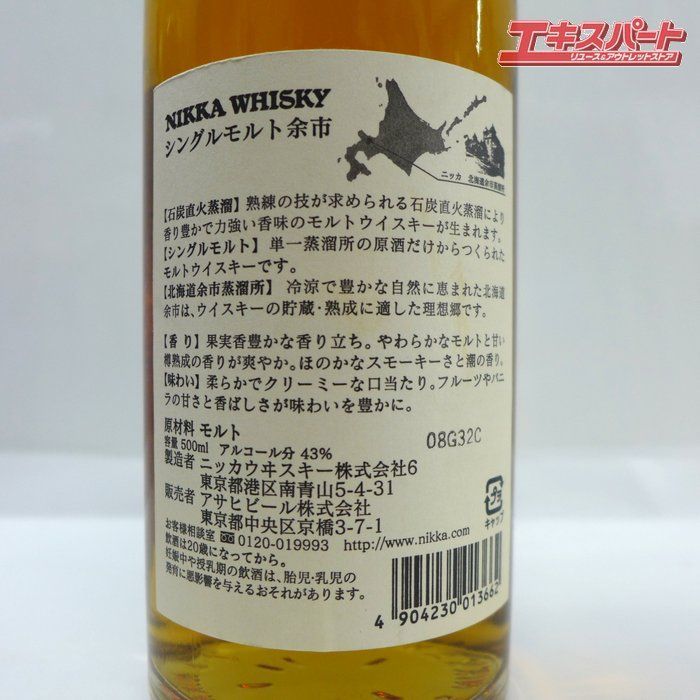 エキスパート
リユース&アウトレットストア
NIKKA WHISKY
シングルモルト余市
ニッカ 北海道余市蒸溜所
【石炭直火蒸溜】熟練の技が求められる石炭直火蒸溜により
香り豊かで力強い香味のモルトウイスキーが生まれます。
【シングルモルト】単一蒸溜所の原酒だけからつくられた
モルトウイスキーです。
【北海道余市蒸溜所】 冷涼で豊かな自然に恵まれた北海道
余市は、ウイスキーの貯蔵・熟成に適した理想郷です。
【香り】果実香豊かな香り立ち。やわらかなモルトと甘い
樽熟成の香りが爽やか。ほのかなスモーキーさと潮の香り。
【味わい】柔らかでクリーミーな口当たり。フルーツやバニ
ラの甘さと香ばしさが味わいを豊かに。
原材料 モルト
容量 500ml アルコール分 43%
08G32C
製造者 ニッカウヰスキー株式会社6
東京都港区南青山5-4-31
販売者 アサヒビール株式会社
東京都中央区京橋3-7-1
プラ
キャップ
お客様相談室 0120-019993 http://www.nikka.com
飲酒は20歳になってから。
妊娠中や授乳期の飲酒は、胎児・乳児の
発育に悪影響を与えるおそれがあります。
4 904230 013662